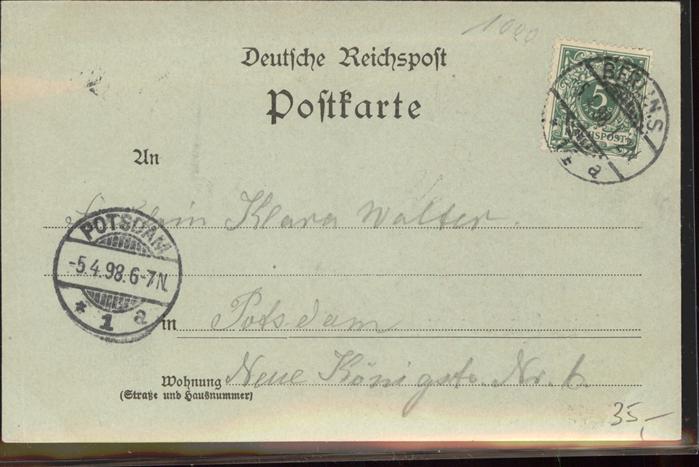 1000
Deutsche Reichspost
Postkarte
BERLIN.S.
5
REICHSPOST
a
An
Fräulein Klara Walter.
POTSDAM
-5.4.98.6-7N.
* 1 a
in Potsdam
Wohnung Neue Königstr. Nr.
(Straße und Hausnummer)
35,-